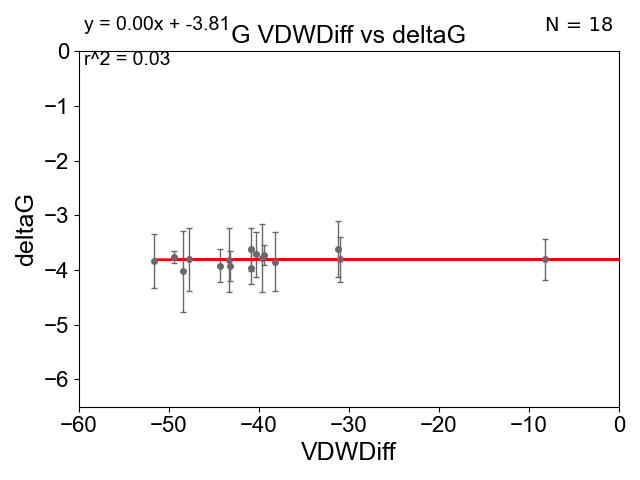 y = 0.00x + -3.81
G VDWDiff vs deltaG
N = 18
r^2 = 0.03
0
−1
−2
−3
−4
−5
−6
deltaG
−60
−50
−40
−30
−20
−10
0
VDWDiff